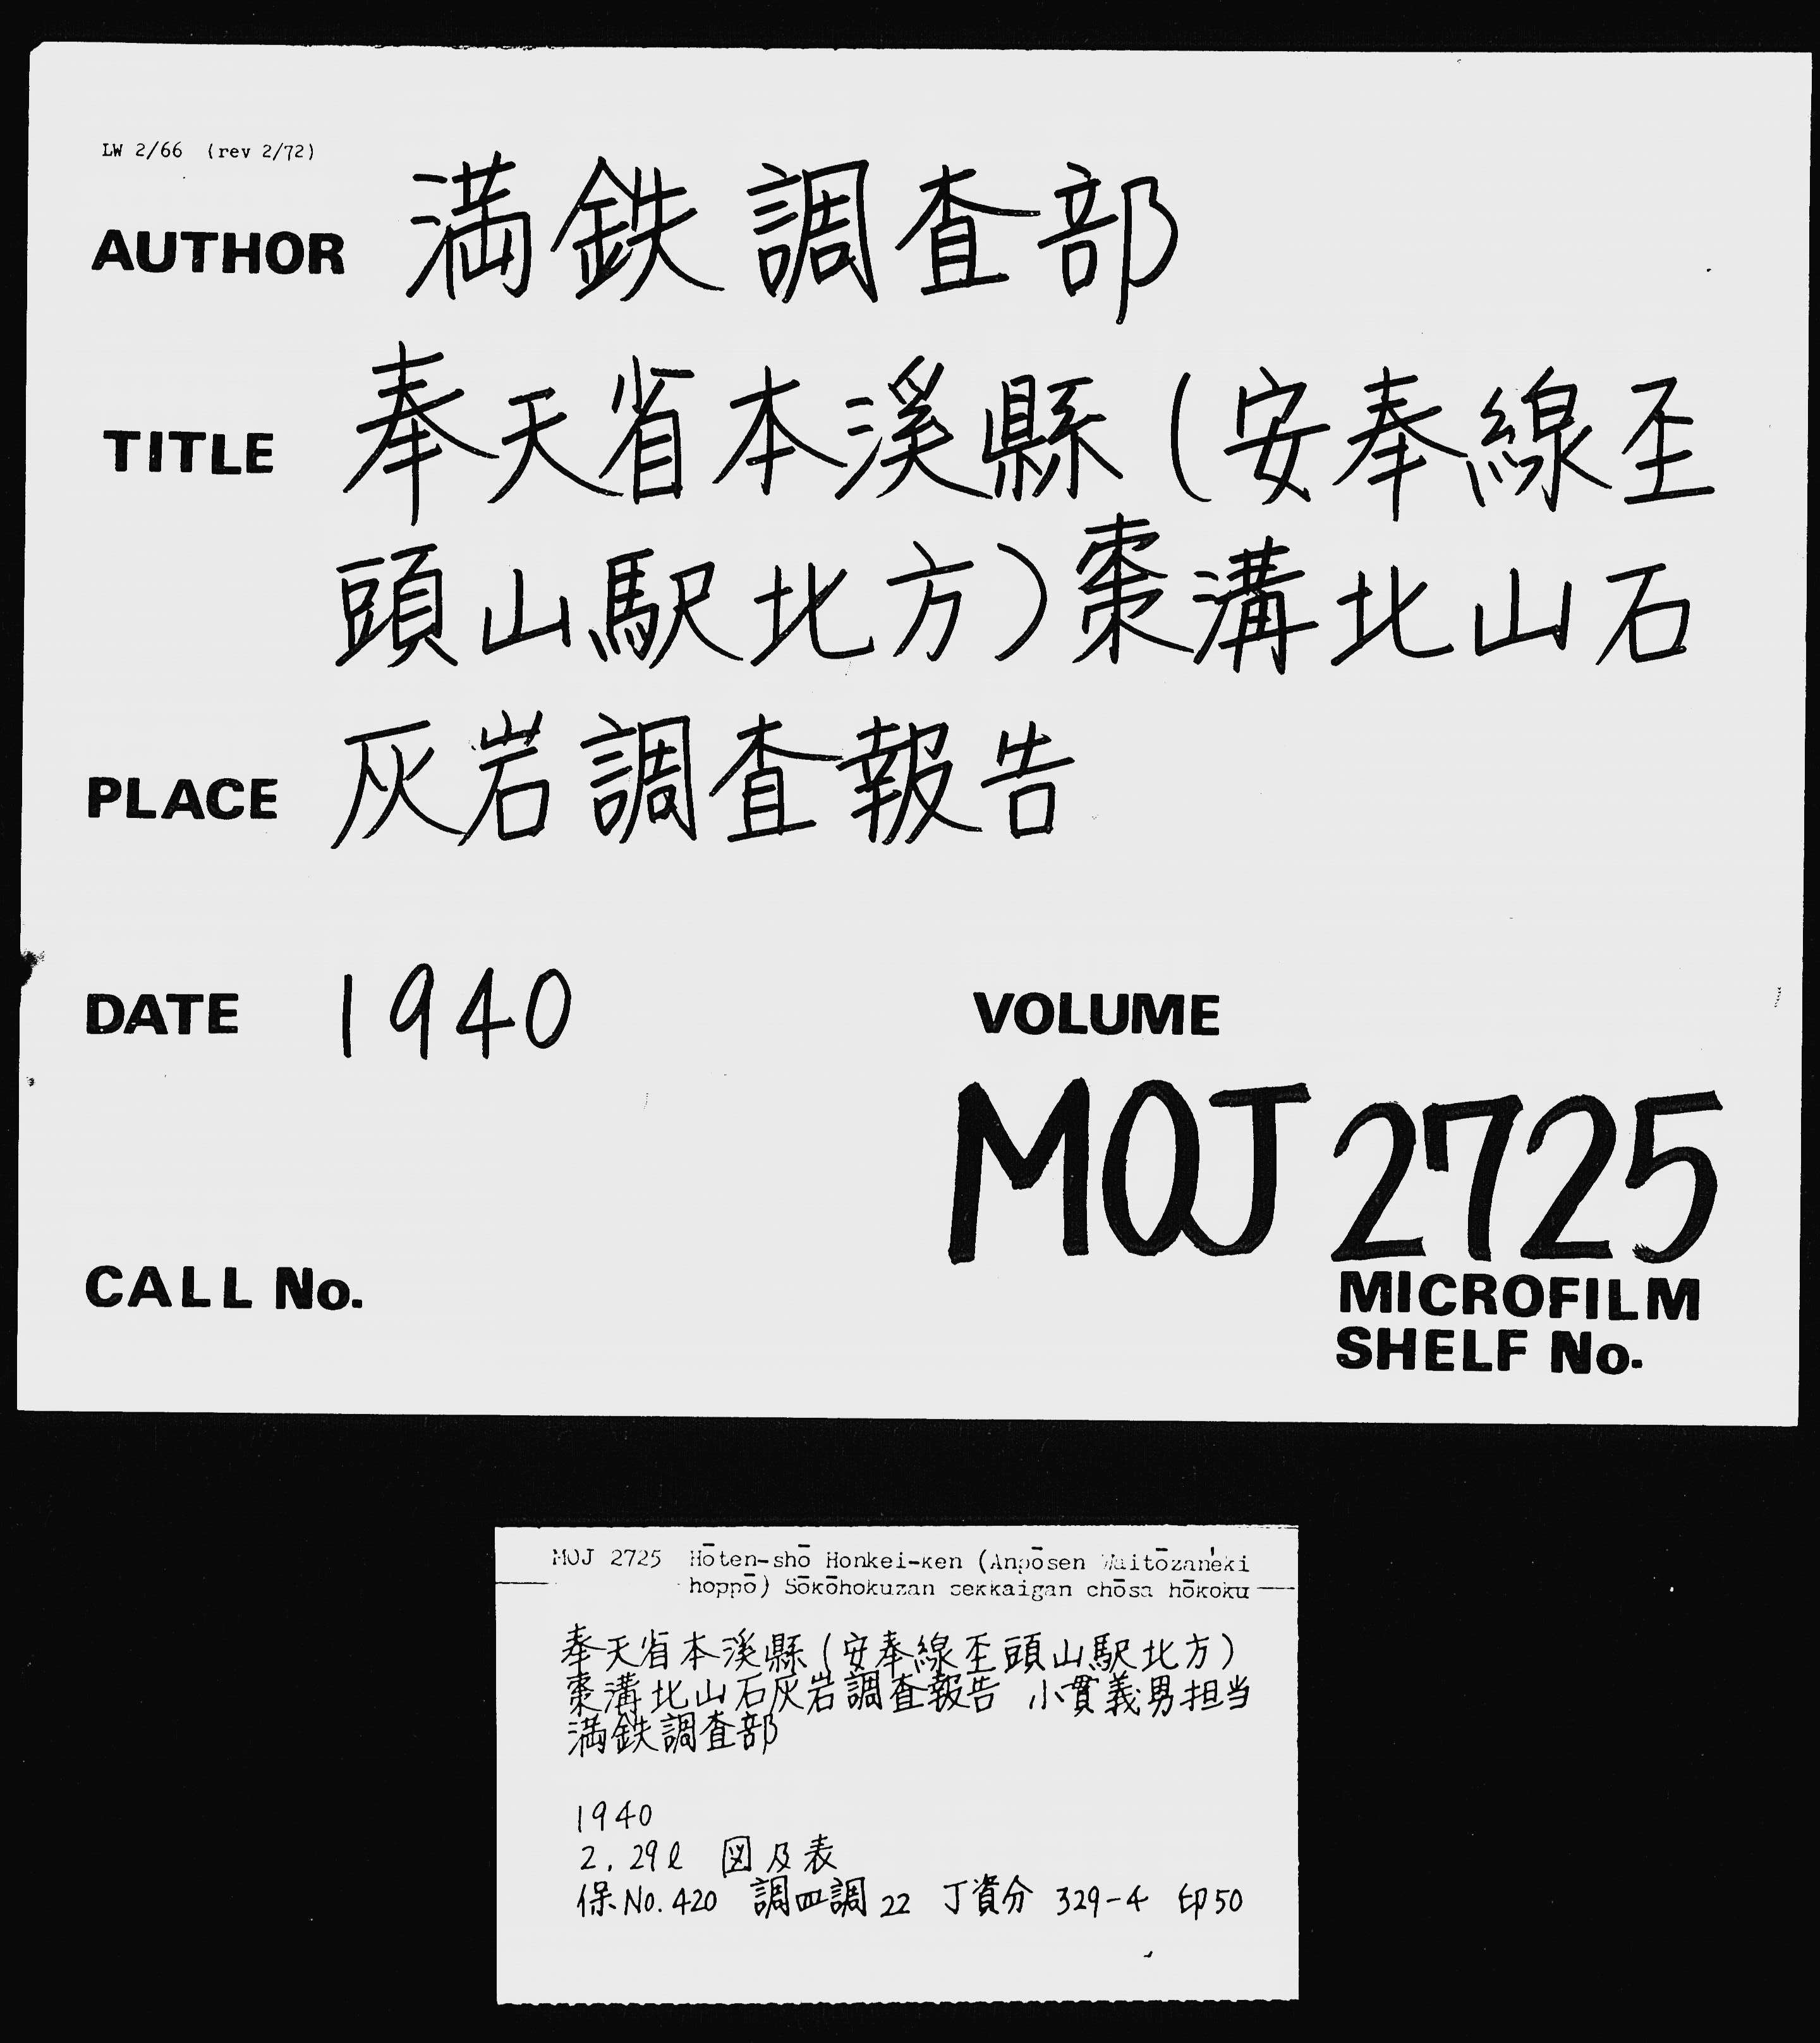 LW 2/66 (rev 2/72)
AUTHOR 満鉄調査部
TITLE 奉天省本溪縣(安奉線歪
頭山駅北方)棗溝北山石
PLACE 灰岩調査報告
DATE 1940
VOLUME
MOJ 2725
CALL No.
MICROFILM
SHELF No.
MOJ 2725 Hōten-shō Honkei-ken (Anpōsen Waitōzan'eki
hoppō) Sōkōhokuzan sekkaigan chōsa hōkoku
奉天省本溪縣(安奉線歪頭山駅北方)
棗溝北山石灰岩調査報告 小貫義男担当
満鉄調査部
1940
2, 29ℓ 図及表
保No. 420 調四調22 丁資分 329-4 印50